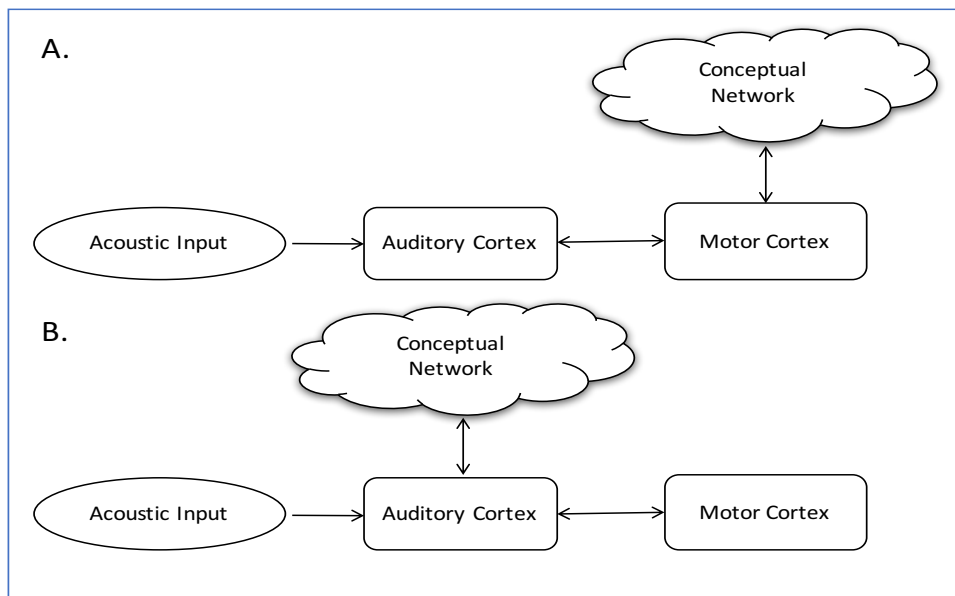 A.
Conceptual
Network
Acoustic Input
Auditory Cortex
Motor Cortex
B.
Conceptual
Network
Acoustic Input
Auditory Cortex
Motor Cortex